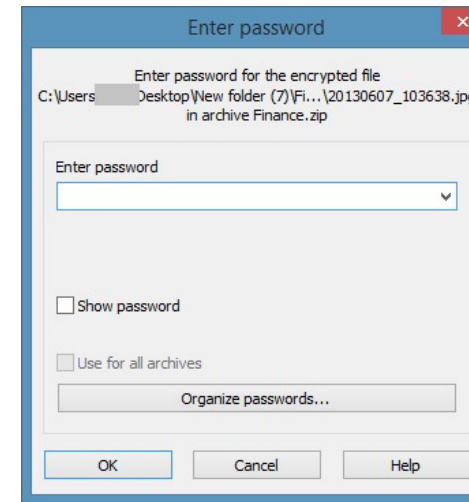 Enter password
Enter password for the encrypted file
C:\Users Desktop\New folder (7)\Fi...\20130607_103638.jpg
in archive Finance.zip
Enter password
Show password
Use for all archives
Organize passwords...
OK
Cancel
Help